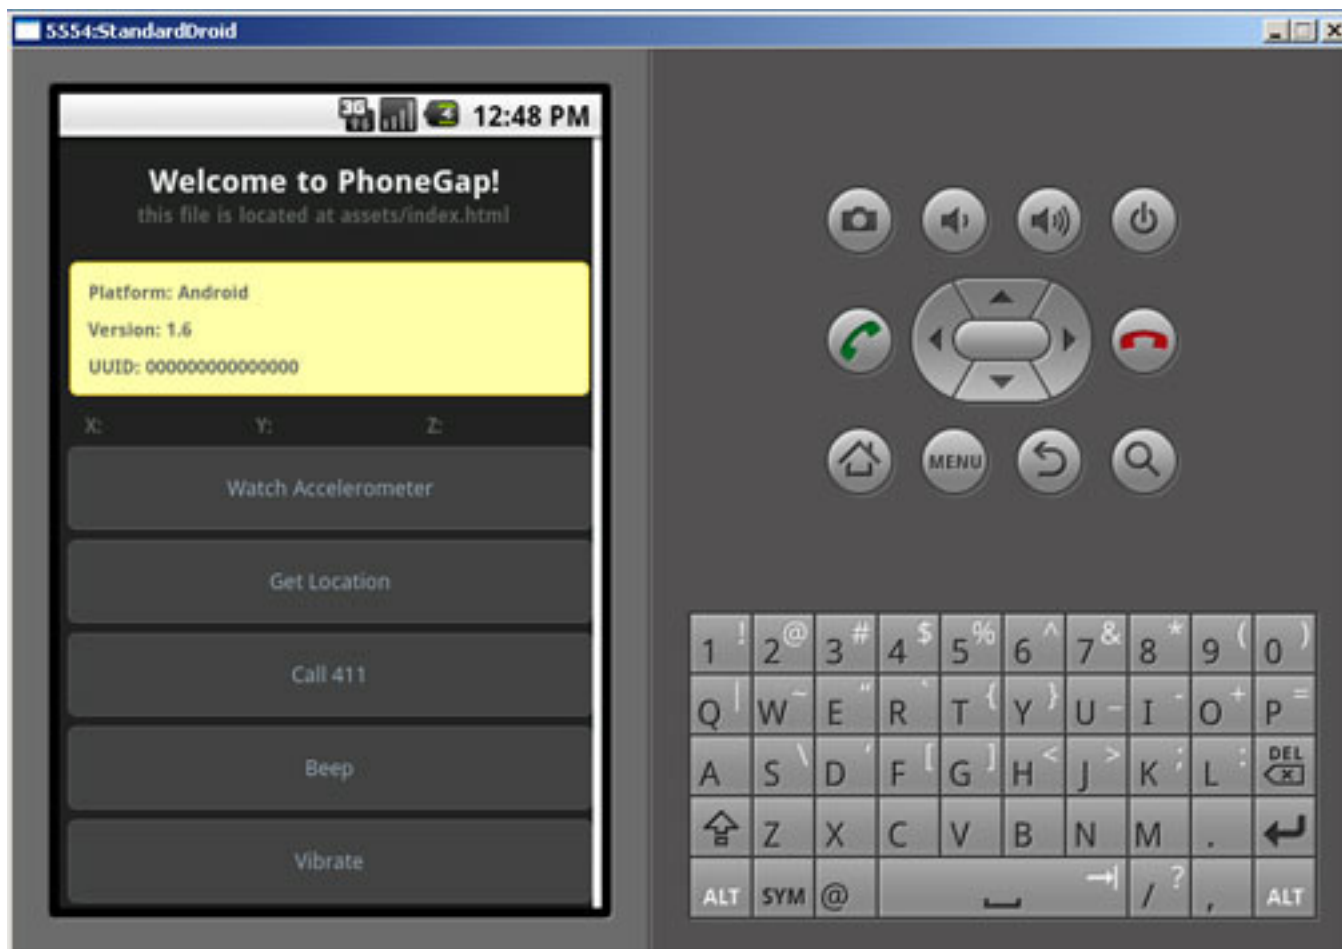 5554:StandardDroid
3G
12:48 PM
Welcome to PhoneGap!
this file is located at assets/index.html
Platform: Android
Version: 1.6
UUID: 000000000000000
X: Y: Z:
Watch Accelerometer
Get Location
Call 411
Beep
Vibrate
MENU
1 ! 2 @ 3 # 4 $ 5 % 6 ^ 7 & 8 * 9 ( 0 )
Q | W ~ E " R ` T { Y } U _ I - O + P =
A S \ D ' F [ G ] H < J > K ; L : DEL
Z X C V B N M .
ALT SYM @ / ? , ALT